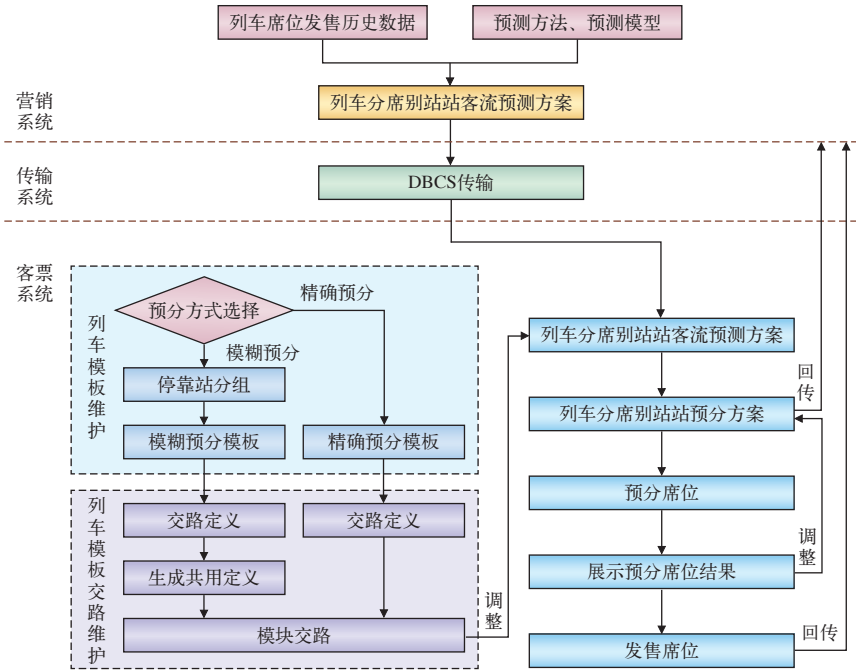 列车席位发售历史数据
预测方法、预测模型
营销
系统
列车分席别站站客流预测方案
传输
系统
DBCS传输
客票
系统
列车模板维护
预分方式选择
精确预分
模糊预分
停靠站分组
模糊预分模板
精确预分模板
列车模板交路维护
交路定义
交路定义
生成共用定义
模块交路
调整
列车分席别站站客流预测方案
回传
列车分席别站站预分方案
预分席位
调整
展示预分席位结果
发售席位
回传